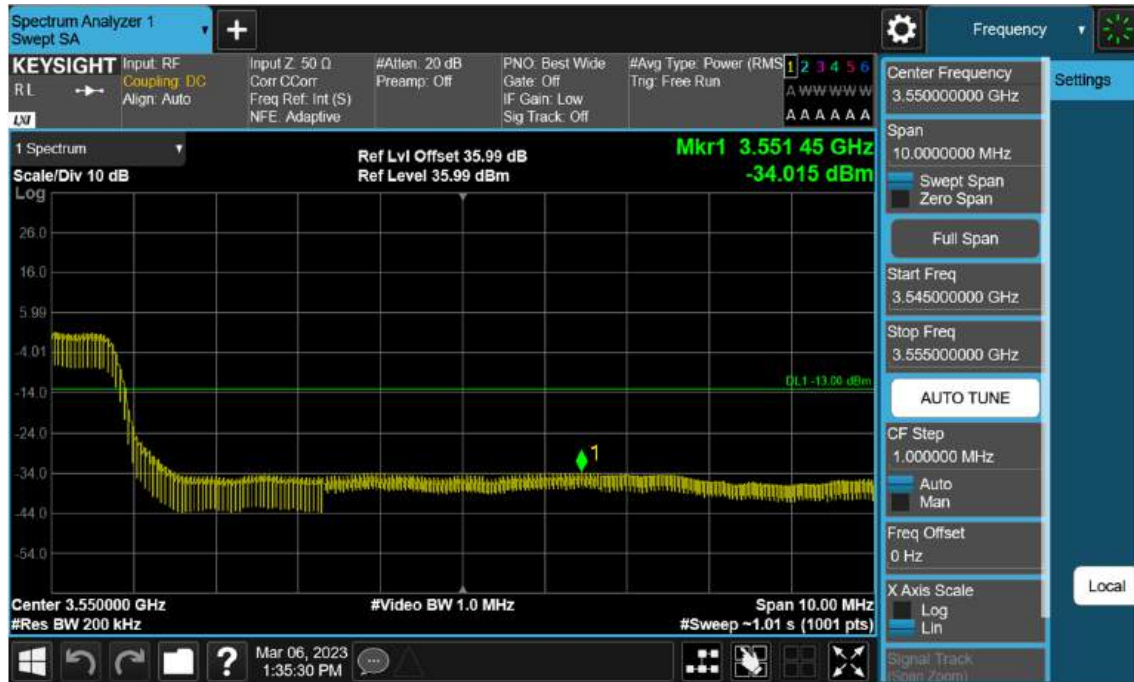 Spectrum Analyzer 1
Swept SA
+
Frequency
KEYSIGHT
RL
LXI
Input: RF
Coupling: DC
Align: Auto
Input Z: 50 Ω
Corr CCorr
Freq Ref: Int (S)
NFE: Adaptive
#Atten: 20 dB
Preamp: Off
PNO: Best Wide
Gate: Off
IF Gain: Low
Sig Track: Off
#Avg Type: Power (RMS
Trig: Free Run
1 2 3 4 5 6
A W W W W W
A A A A A A
1 Spectrum
Scale/Div 10 dB
Log
Ref Lvl Offset 35.99 dB
Ref Level 35.99 dBm
Mkr1 3.551 45 GHz
-34.015 dBm
26.0
16.0
5.99
-4.01
-14.0
-24.0
-34.0
-44.0
-54.0
DL1 -13.00 dBm
1
Center 3.550000 GHz
#Res BW 200 kHz
#Video BW 1.0 MHz
Span 10.00 MHz
#Sweep ~1.01 s (1001 pts)
?
Mar 06, 2023
1:35:30 PM
Center Frequency
3.550000000 GHz
Span
10.0000000 MHz
Swept Span
Zero Span
Full Span
Start Freq
3.545000000 GHz
Stop Freq
3.555000000 GHz
AUTO TUNE
CF Step
1.000000 MHz
Auto
Man
Freq Offset
0 Hz
X Axis Scale
Log
Lin
Signal Track
(Span Zoom)
Settings
Local